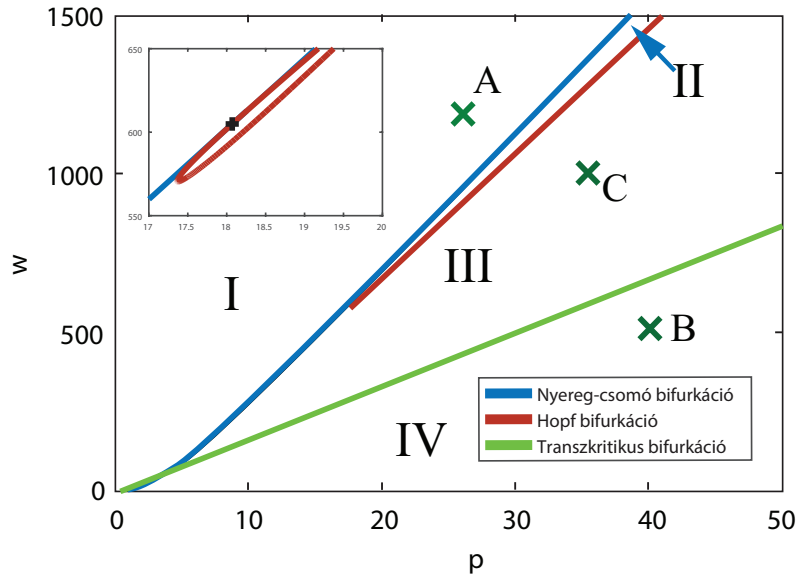 1500
1000
500
0
w
650
600
550
17
17.5
18
18.5
19
19.5
20
A
II
C
III
I
B
IV
Nyereg-csomó bifurkáció
Hopf bifurkáció
Transzkritikus bifurkáció
0
10
20
30
40
50
p